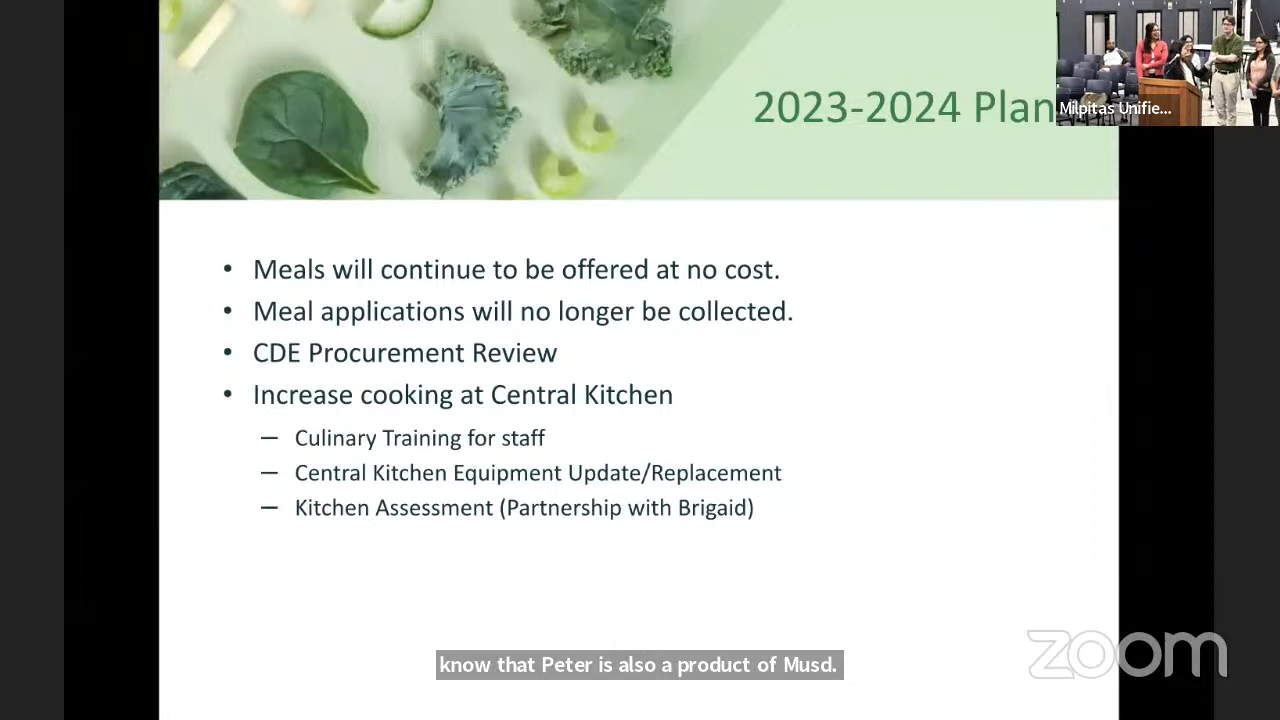 2023-2024 Plan
Milpitas Unifie...
• Meals will continue to be offered at no cost.
• Meal applications will no longer be collected.
• CDE Procurement Review
• Increase cooking at Central Kitchen
– Culinary Training for staff
– Central Kitchen Equipment Update/Replacement
– Kitchen Assessment (Partnership with Brigaid)
know that Peter is also a product of Musd.
zoom